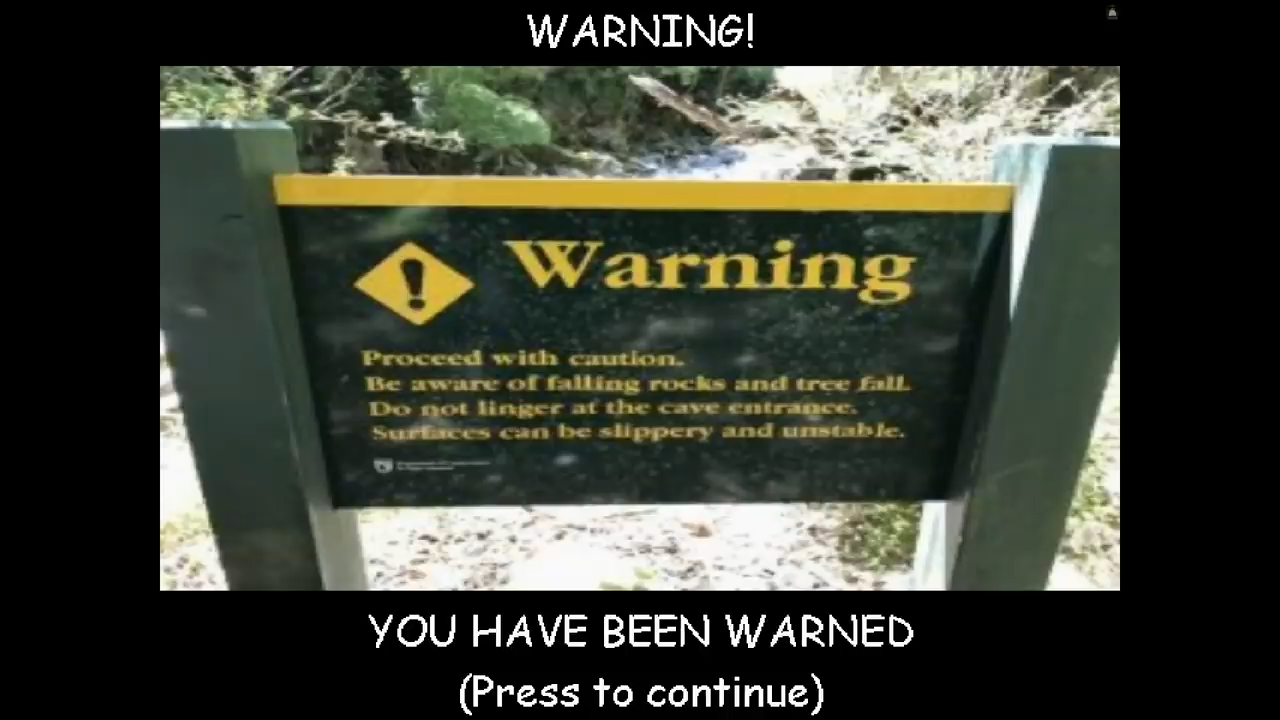 WARNING!
Warning
Proceed with caution.
Be aware of falling rocks and tree fall.
Do not linger at the cave entrance.
Surfaces can be slippery and unstable.
YOU HAVE BEEN WARNED
(Press to continue)